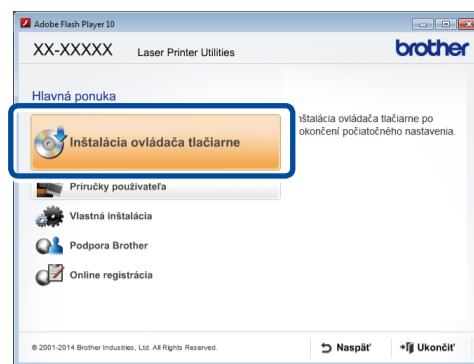 Adobe Flash Player 10
XX-XXXXX Laser Printer Utilities brother
Hlavná ponuka
Inštalácia ovládača tlačiarne
nštalácia ovládača tlačiarne po
okončení počiatočného nastavenia.
Príručky používateľa
Vlastná inštalácia
Podpora Brother
Online registrácia
© 2001-2014 Brother Industries, Ltd. All Rights Reserved. Naspäť Ukončiť